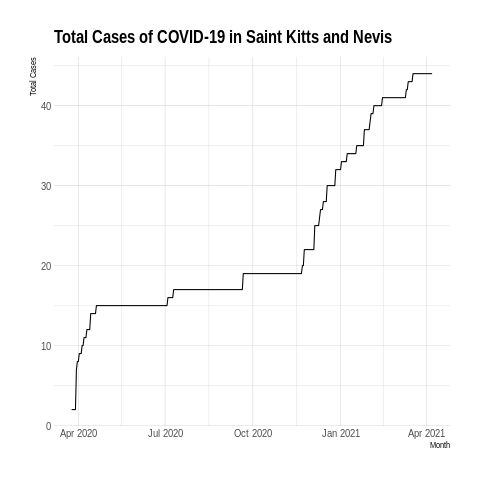 Total Cases of COVID-19 in Saint Kitts and Nevis
Total Cases
40
30
20
10
0
Apr 2020 Jul 2020 Oct 2020 Jan 2021 Apr 2021
Month